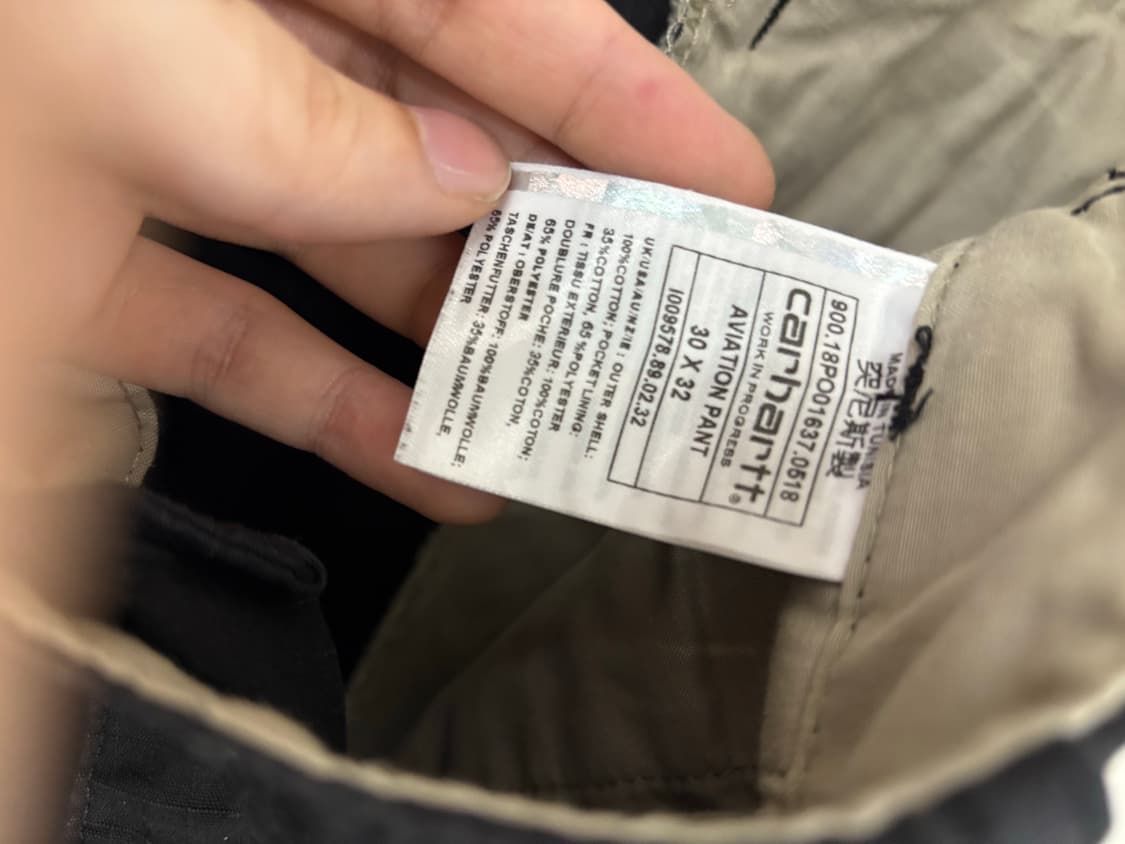 MADE IN TUNISIA
突尼斯製
900.18PO01637.0518
carhartt®
WORK IN PROGRESS
AVIATION PANT
30 X 32
I009578.89.02.32
UK/USA/AU/NZ/IE : OUTER SHELL:
100%COTTON; POCKET LINING:
35%COTTON, 65 %POLYESTER
FR : TISSU EXTERIEUR: 100%COTON;
DOUBLURE POCHE: 35%COTON,
65% POLYESTER
DE/AT : OBERSTOFF: 100%BAUMWOLLE;
TASCHENFUTTER: 35%BAUMWOLLE,
65% POLYESTER